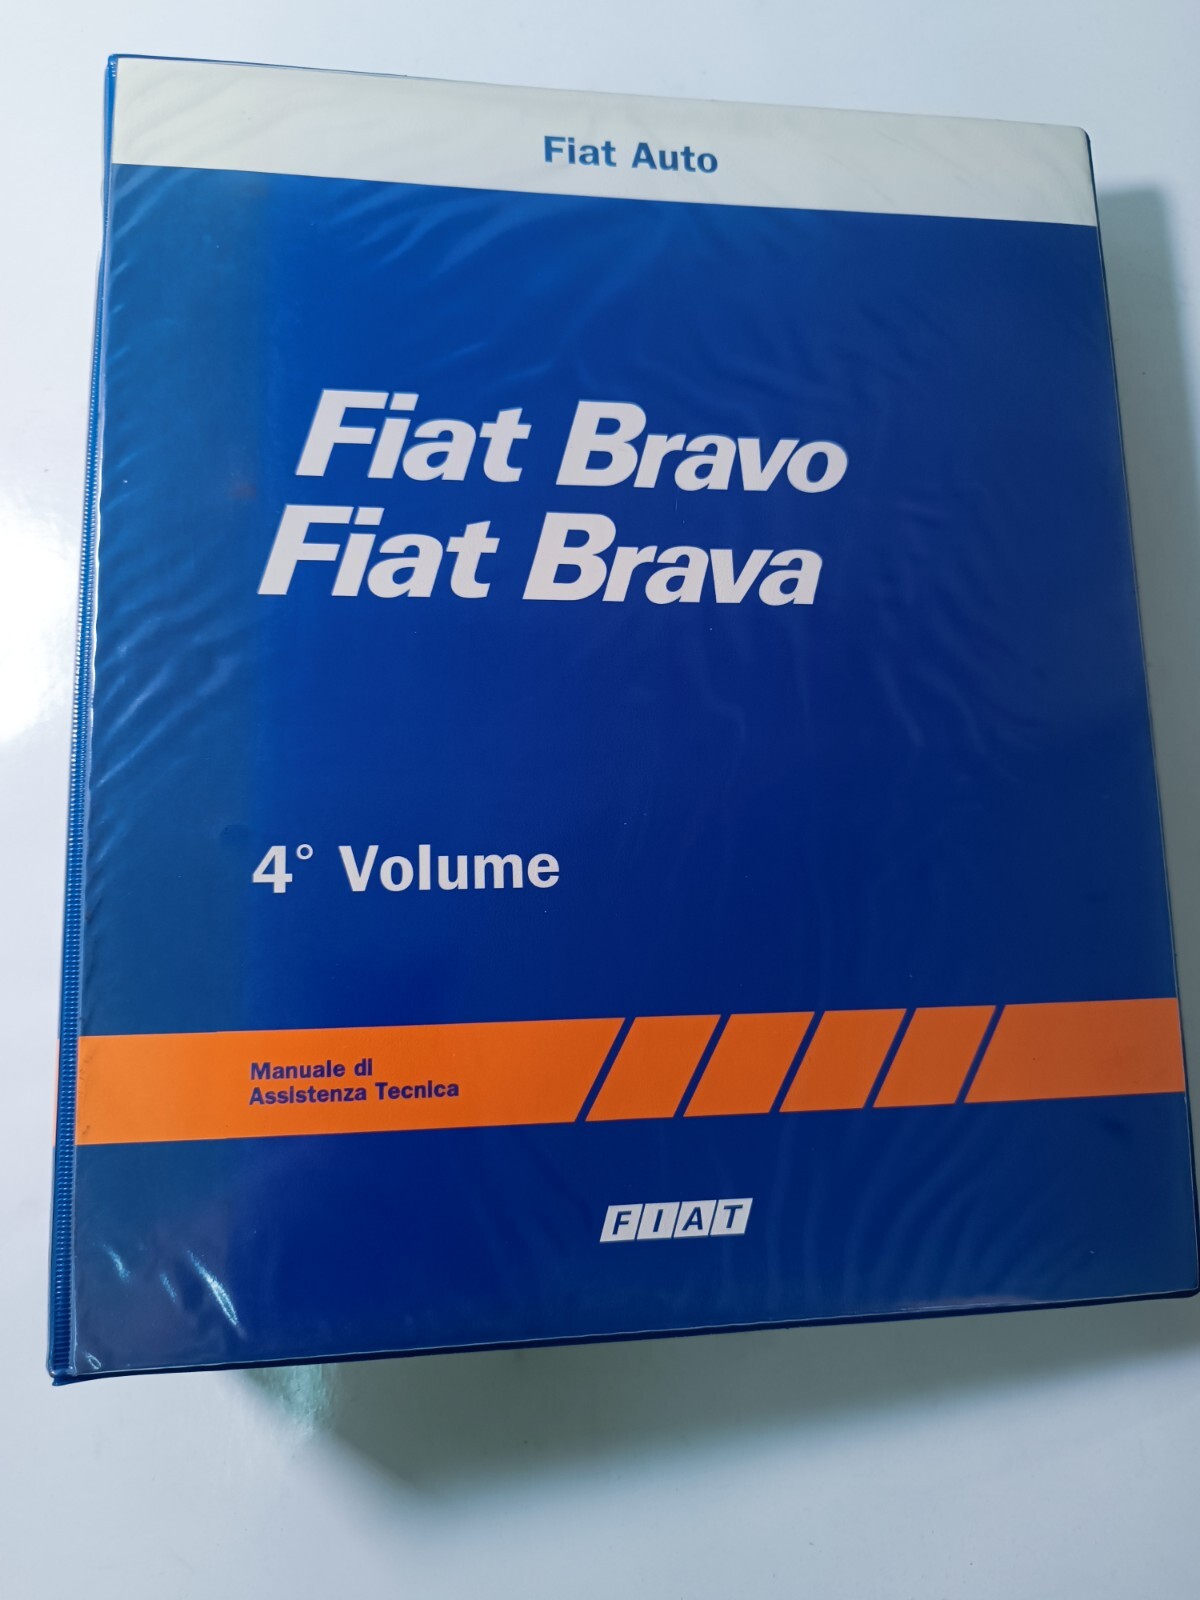 Fiat Auto
Fiat Bravo
Fiat Brava
4° Volume
Manuale di
Assistenza Tecnica
FIAT